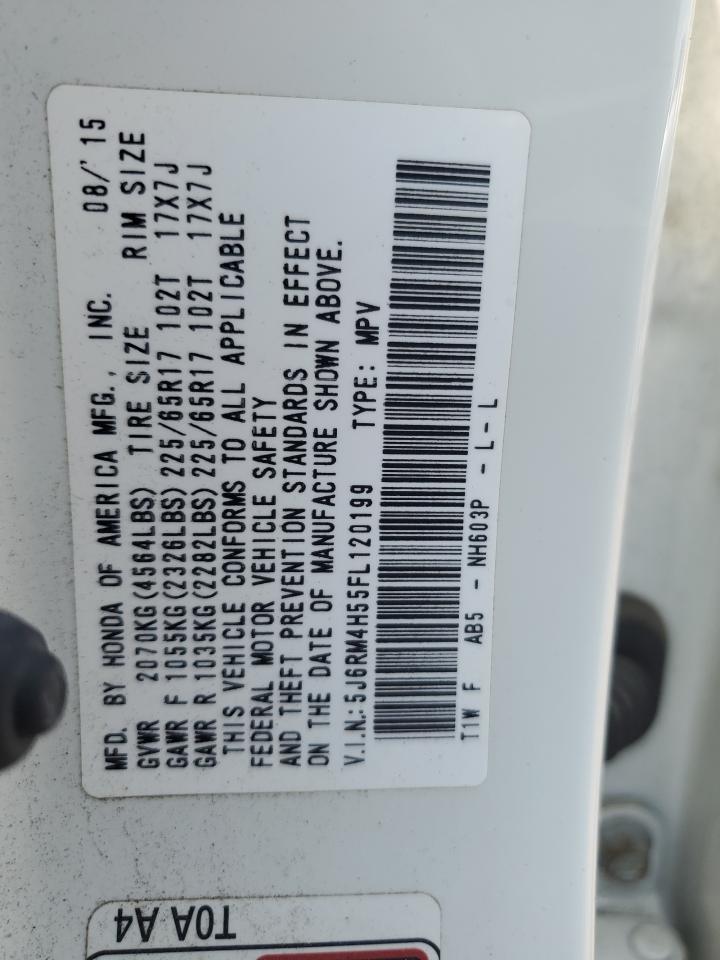 MFD. BY HONDA OF AMERICA MFG., INC. 08/'15
GVWR 2070KG(4564LBS) TIRE SIZE RIM SIZE
GAWR F 1055KG(2326LBS) 225/65R17 102T 17X7J
GAWR R 1035KG(2282LBS) 225/65R17 102T 17X7J
THIS VEHICLE CONFORMS TO ALL APPLICABLE
FEDERAL MOTOR VEHICLE SAFETY
AND THEFT PREVENTION STANDARDS IN EFFECT
ON THE DATE OF MANUFACTURE SHOWN ABOVE.
V.I.N.: 5J6RM4H55FL120199 TYPE: MPV
T1W F AB5 - NH603P - L - L
T0A A4